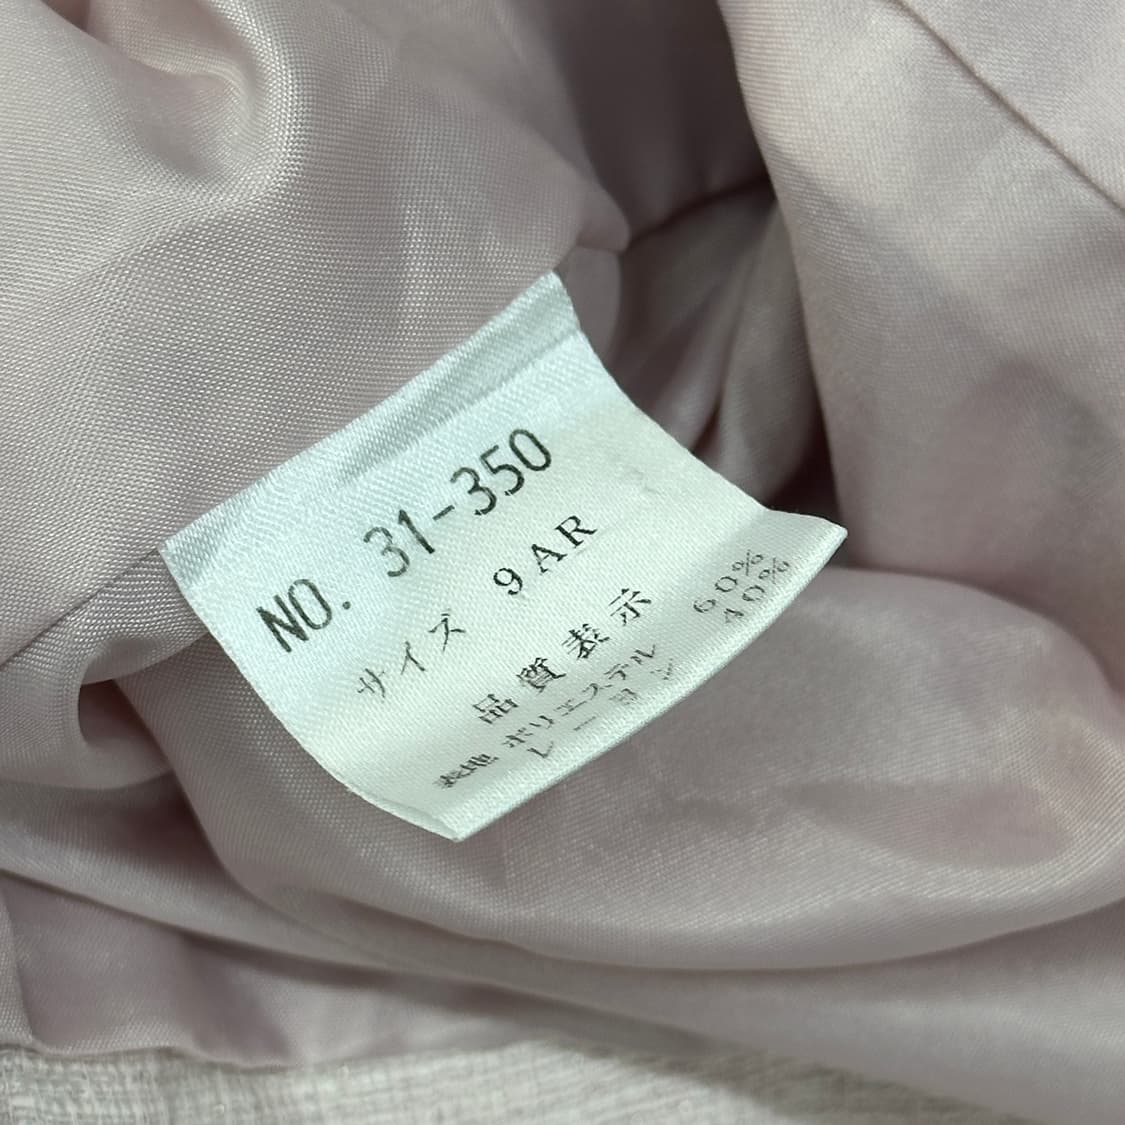 NO. 31-350
サイズ 9AR
品質表示
表地 ポリエステル 60%
レーヨン 40%